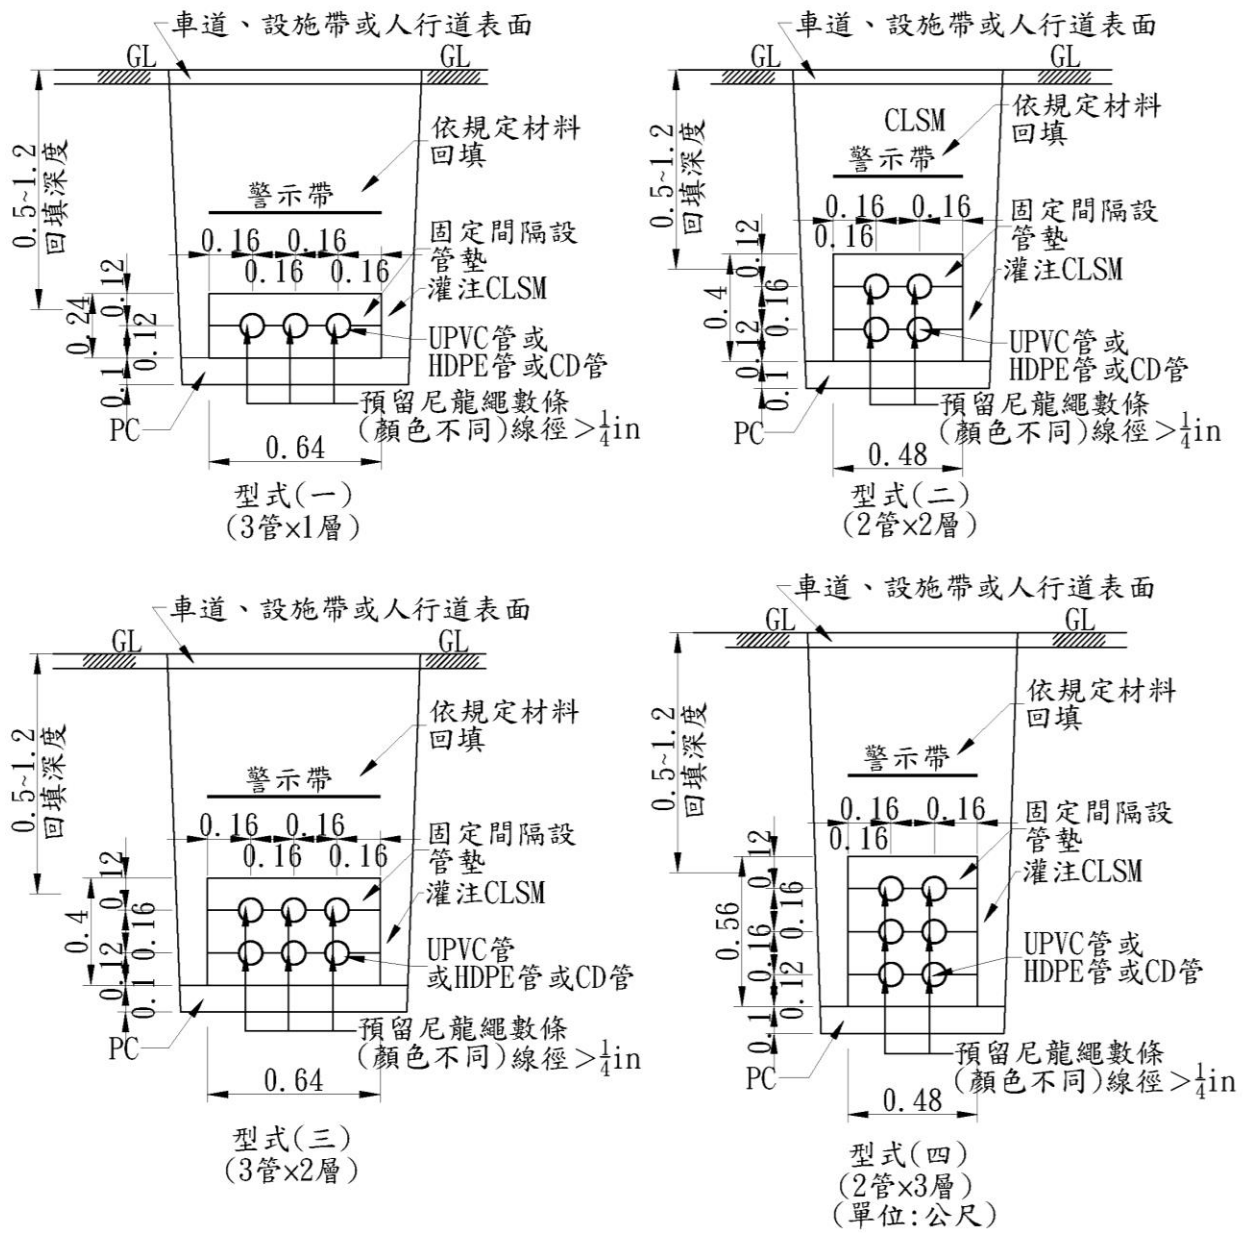 車道、設施帶或人行道表面
GL
GL
0.5~1.2
回填深度
依規定材料
回填
警示帶
0.16
0.16
0.16
0.16
固定間隔設
管墊
灌注CLSM
0.12
0.24
0.12
0.1
UPVC管或
HDPE管或CD管
預留尼龍繩數條
(顏色不同)線徑>1/4in
PC
0.64
型式(一)
(3管x1層)
車道、設施帶或人行道表面
GL
GL
0.5~1.2
回填深度
CLSM
依規定材料
回填
警示帶
0.16
0.16
0.16
固定間隔設
管墊
灌注CLSM
0.12
0.4
0.16
0.12
0.1
UPVC管或
HDPE管或CD管
預留尼龍繩數條
(顏色不同)線徑>1/4in
PC
0.48
型式(二)
(2管x2層)
車道、設施帶或人行道表面
GL
GL
0.5~1.2
回填深度
依規定材料
回填
警示帶
0.16
0.16
0.16
0.16
固定間隔設
管墊
灌注CLSM
0.12
0.4
0.16
0.12
0.1
UPVC管
或HDPE管或CD管
預留尼龍繩數條
(顏色不同)線徑>1/4in
PC
0.64
型式(三)
(3管x2層)
車道、設施帶或人行道表面
GL
GL
0.5~1.2
回填深度
依規定材料
回填
警示帶
0.16
0.16
0.16
固定間隔設
管墊
灌注CLSM
0.12
0.16
0.56
0.16
0.12
0.1
UPVC管或
HDPE管或CD管
預留尼龍繩數條
(顏色不同)線徑>1/4in
PC
0.48
型式(四)
(2管x3層)
(單位:公尺)